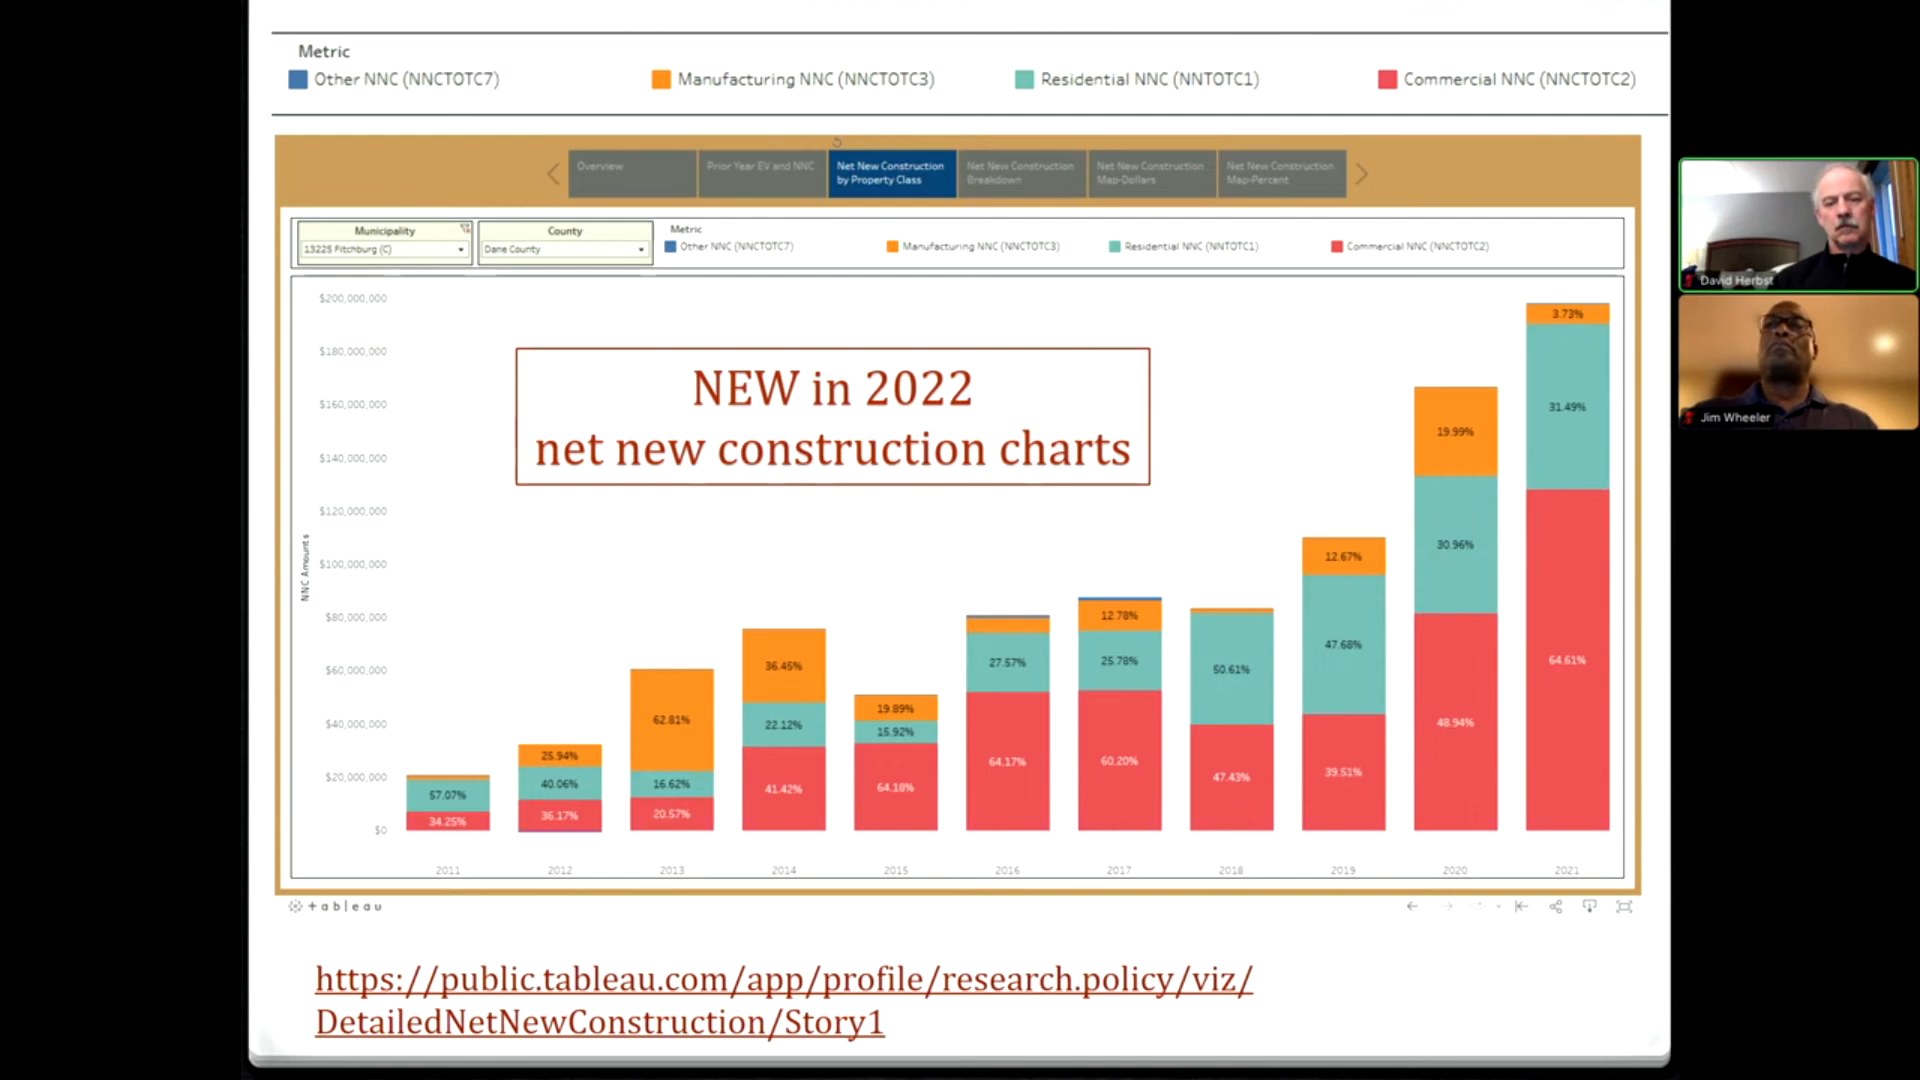 Metric
Other NNC (NNCTOTC7) Manufacturing NNC (NNCTOTC3) Residential NNC (NNTOTC1) Commercial NNC (NNCTOTC2)
Overview Prior Year EV and NNC Net New Construction by Property Class Net New Construction Breakdown Net New Construction Map-Dollars Net New Construction Map-Percent
Municipality County Metric
13225 Fitchburg (C) Dane County Other NNC (NNCTOTC7) Manufacturing NNC (NNCTOTC3) Residential NNC (NNTOTC1) Commercial NNC (NNCTOTC2)
NEW in 2022
net new construction charts
NNC Amounts
$200,000,000
$180,000,000
$160,000,000
$140,000,000
$120,000,000
$100,000,000
$80,000,000
$60,000,000
$40,000,000
$20,000,000
$0
57.07%
34.25%
25.94%
40.06%
36.17%
62.81%
16.62%
20.57%
36.45%
22.12%
41.42%
19.89%
15.92%
64.18%
27.57%
64.17%
12.78%
25.78%
60.20%
50.61%
47.43%
12.67%
47.68%
39.51%
19.99%
30.96%
48.94%
3.73%
31.49%
64.61%
2011 2012 2013 2014 2015 2016 2017 2018 2019 2020 2021
+ableau
https://public.tableau.com/app/profile/research.policy/viz/
DetailedNetNewConstruction/Story1
David Herbst
Jim Wheeler